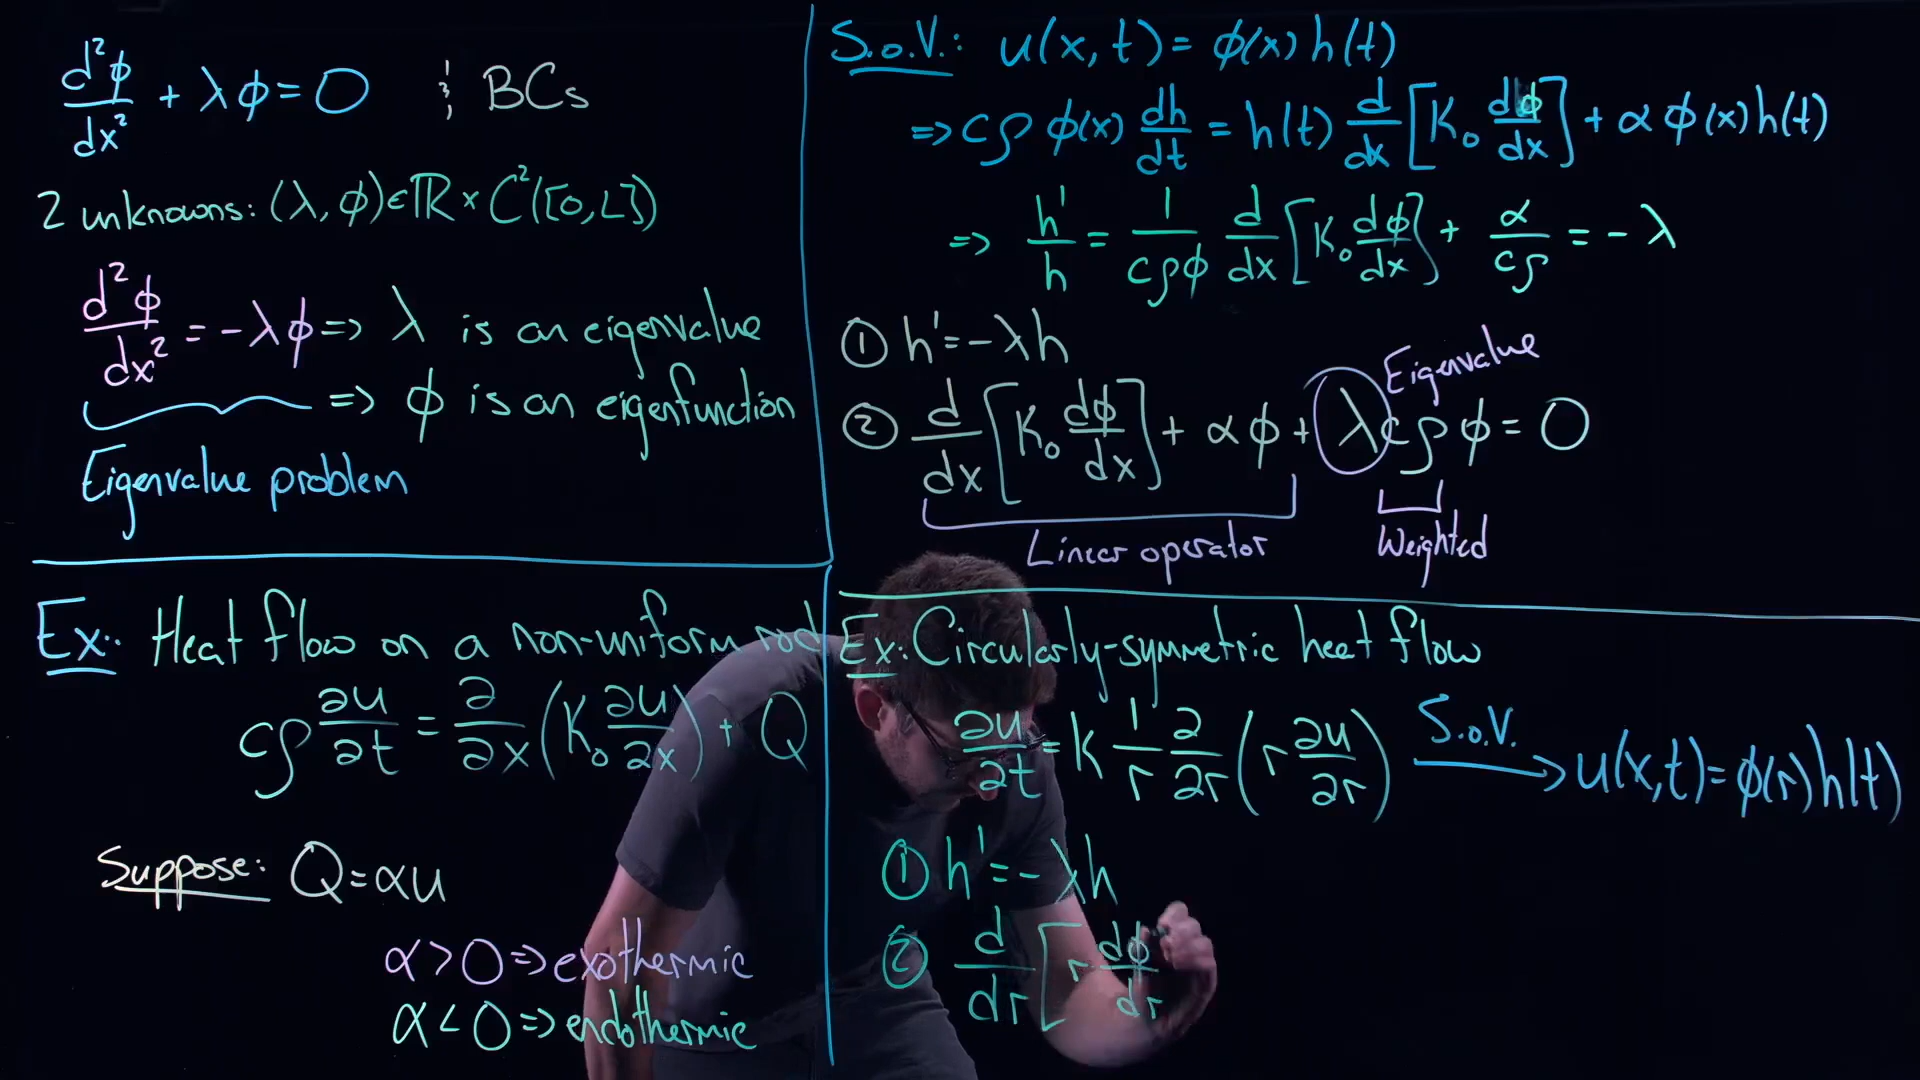 d²φ/dx² + λφ = 0 & BCs
2 unknowns: (λ, φ) ∈ ℝ × C²([0, L])
d²φ/dx² = -λφ => λ is an eigenvalue
=> φ is an eigenfunction
Eigenvalue problem
Ex: Heat flow on a non-uniform rod
cρ ∂u/∂t = ∂/∂x (K₀ ∂u/∂x) + Q
Suppose: Q = αu
α > 0 => exothermic
α < 0 => endothermic
S.o.V.: u(x, t) = φ(x) h(t)
=> cρ φ(x) dh/dt = h(t) d/dx [K₀ dφ/dx] + α φ(x) h(t)
=> h'/h = 1/cρφ d/dx [K₀ dφ/dx] + α/cρ = -λ
① h' = -λh
Eigenvalue
② d/dx [K₀ dφ/dx] + αφ + λcρφ = 0
Linear operator Weighted
Ex: Circularly-symmetric heat flow
∂u/∂t = K 1/r ∂/∂r (r ∂u/∂r) S.o.V. → u(x,t) = φ(r)h(t)
① h' = -λh
② d/dr [r dφ/dr